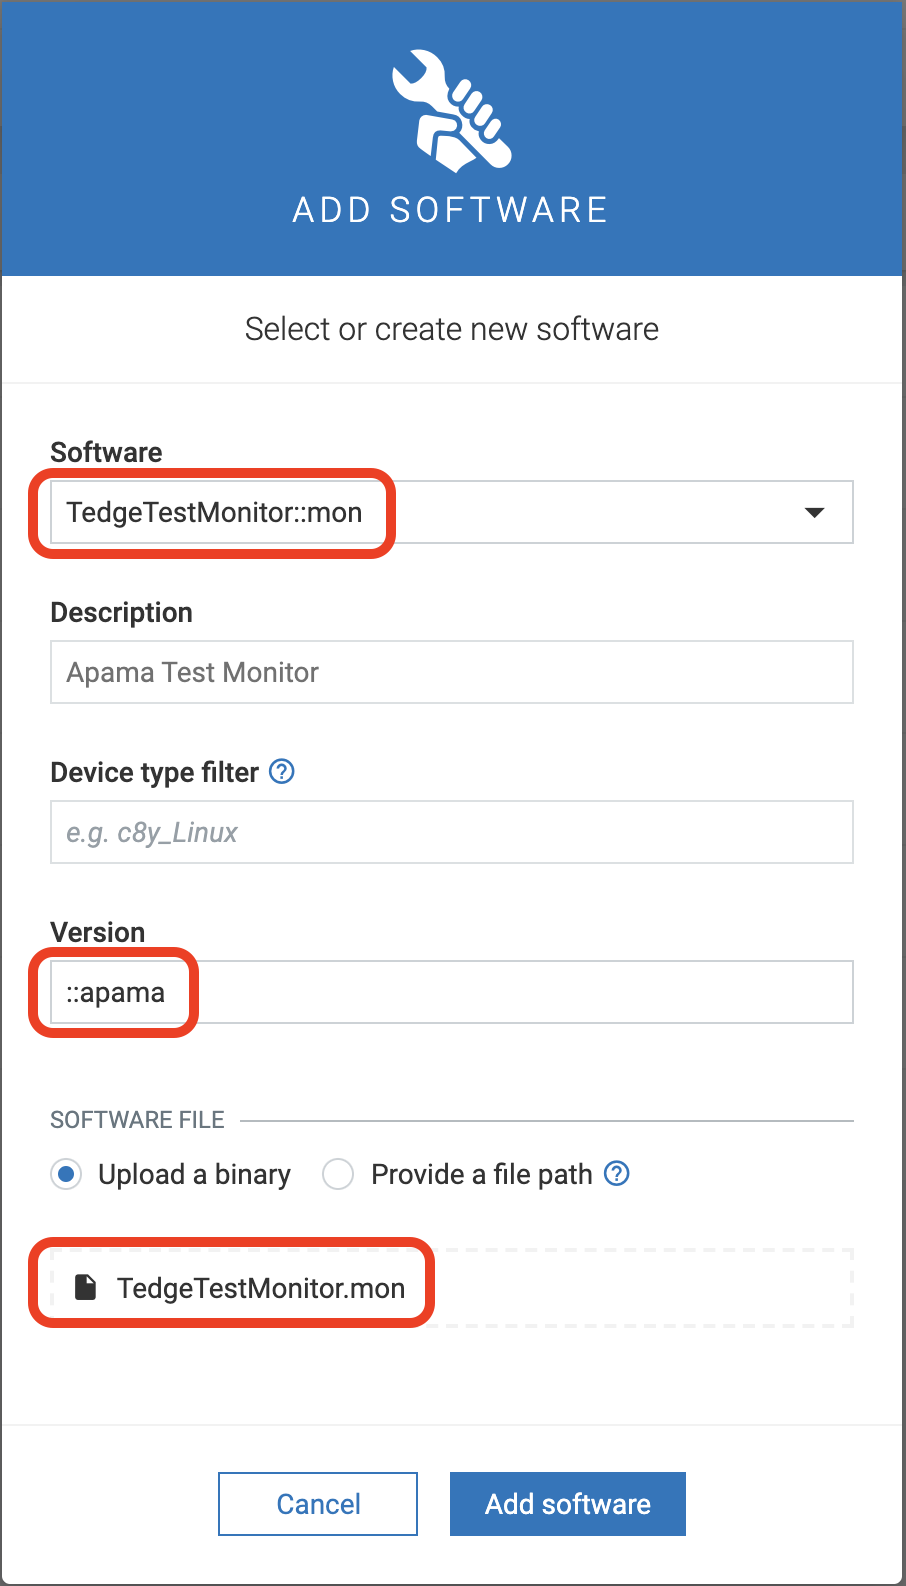 ADD SOFTWARE
Select or create new software
Software
TedgeTestMonitor::mon
Description
Apama Test Monitor
Device type filter ?
e.g. c8y_Linux
Version
::apama
SOFTWARE FILE
Upload a binary Provide a file path ?
TedgeTestMonitor.mon
Cancel Add software